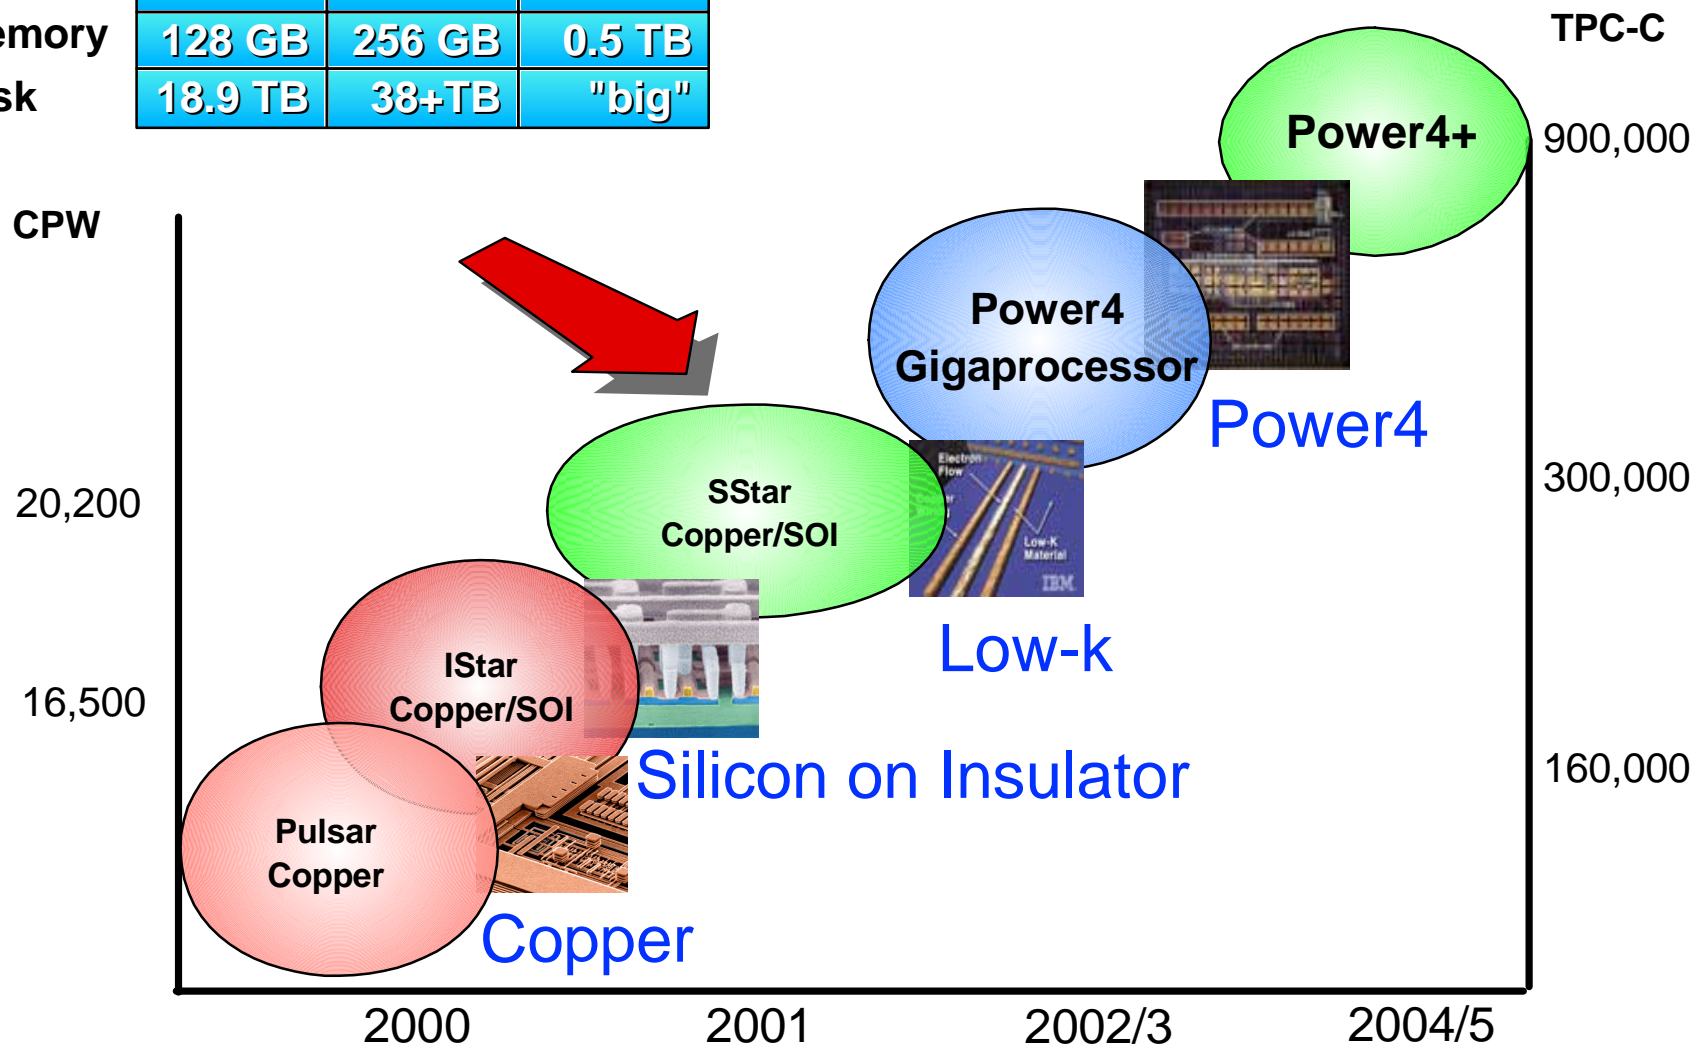 emory 128 GB 256 GB 0.5 TB
sk 18.9 TB 38+TB "big"
TPC-C
Power4+
900,000
CPW
Power4
Gigaprocessor
Power4
300,000
20,200
SStar
Copper/SOI
Electron
Flow
Low-K
Material
IBM
Low-k
IStar
Copper/SOI
16,500
Silicon on Insulator
160,000
Pulsar
Copper
Copper
2000 2001 2002/3 2004/5